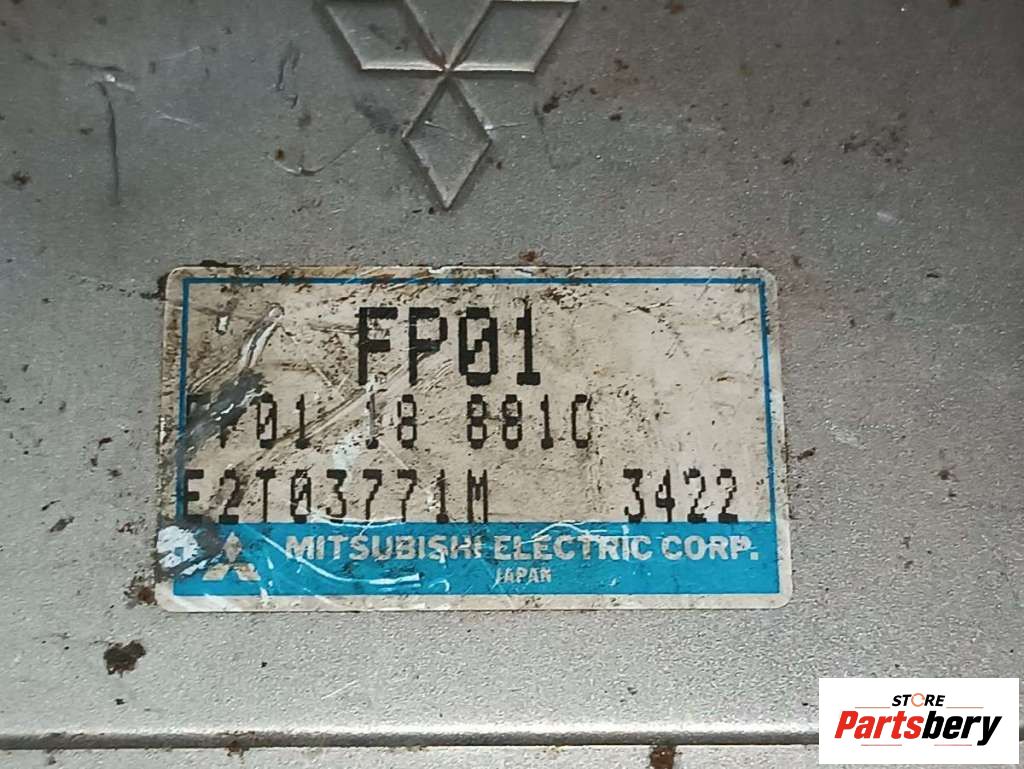 FP01
FP01 18 881C
E2T03771M 3422
MITSUBISHI ELECTRIC CORP.
JAPAN
STORE
Partsbery